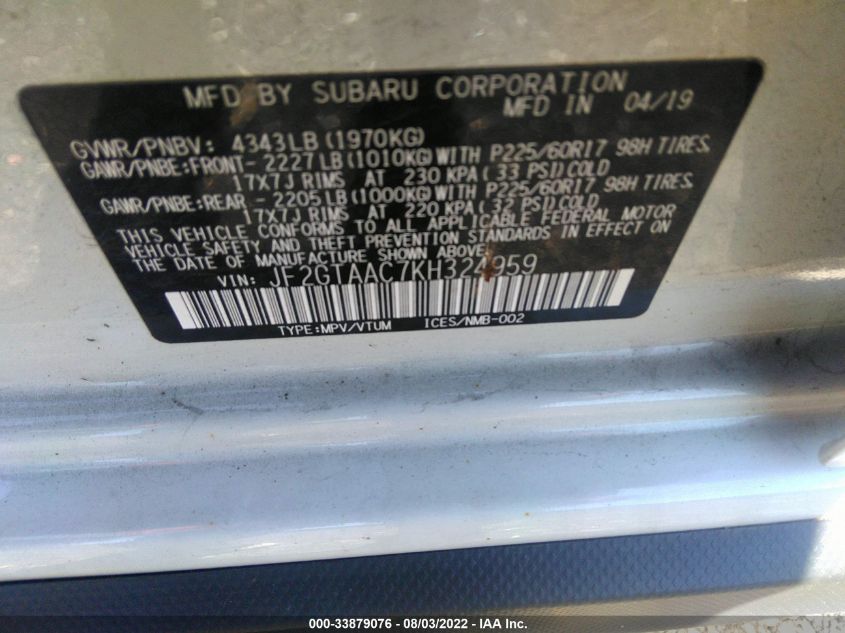 MFD BY SUBARU CORPORATION
MFD IN 04/19
GVWR/PNBV: 4343LB(1970KG)
GAWR/PNBE:FRONT-2227LB(1010KG)WITH P225/60R17 98H TIRES.
17X7J RIMS AT 230 KPA( 33 PSI)COLD
GAWR/PNBE:REAR -2205LB(1000KG)WITH P225/60R17 98H TIRES.
17X7J RIMS AT 220 KPA( 32 PSI)COLD
THIS VEHICLE CONFORMS TO ALL APPLICABLE FEDERAL MOTOR
VEHICLE SAFETY AND THEFT PREVENTION STANDARDS IN EFFECT ON
THE DATE OF MANUFACTURE SHOWN ABOVE.
VIN: JF2GTAAC7KH324959
TYPE:MPV/VTUM ICES/NMB-002
000-33879076 - 08/03/2022 - IAA Inc.